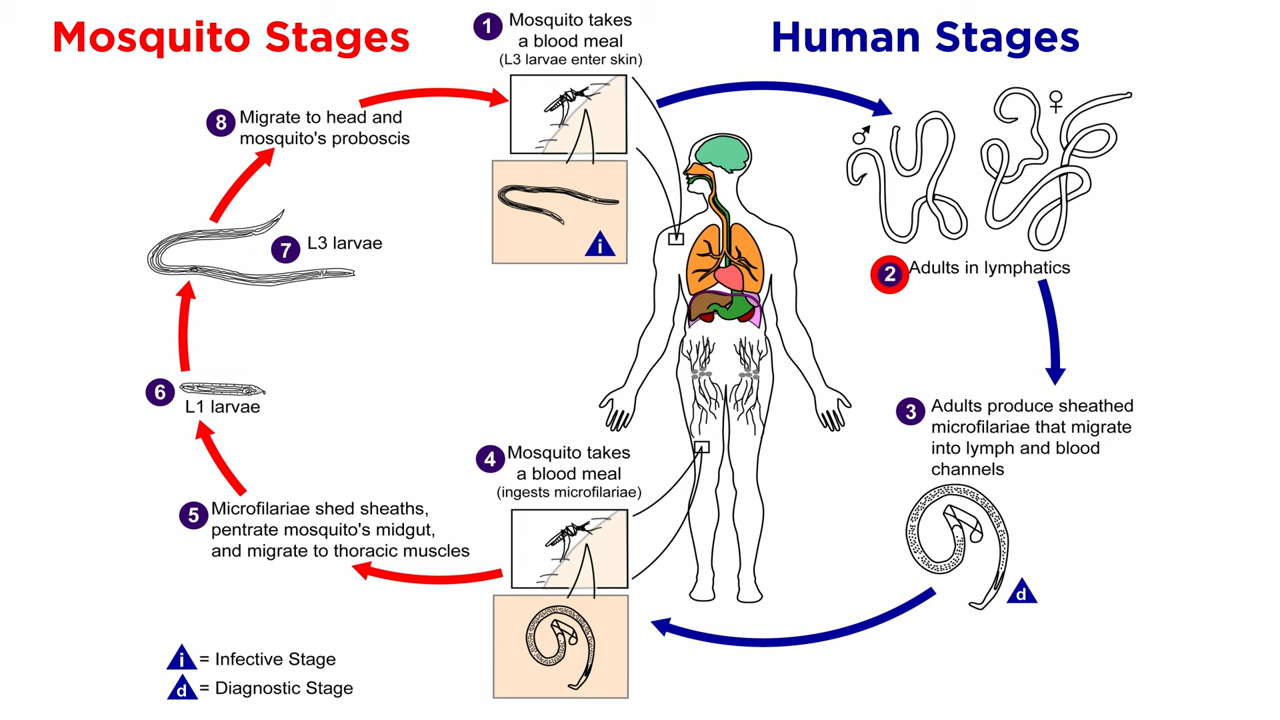 Mosquito Stages
Human Stages
1 Mosquito takes
a blood meal
(L3 larvae enter skin)
i
♂
♀
2 Adults in lymphatics
3 Adults produce sheathed
microfilariae that migrate
into lymph and blood
channels
d
4 Mosquito takes
a blood meal
(ingests microfilariae)
5 Microfilariae shed sheaths,
pentrate mosquito's midgut,
and migrate to thoracic muscles
6
L1 larvae
7 L3 larvae
8 Migrate to head and
mosquito's proboscis
i = Infective Stage
d = Diagnostic Stage